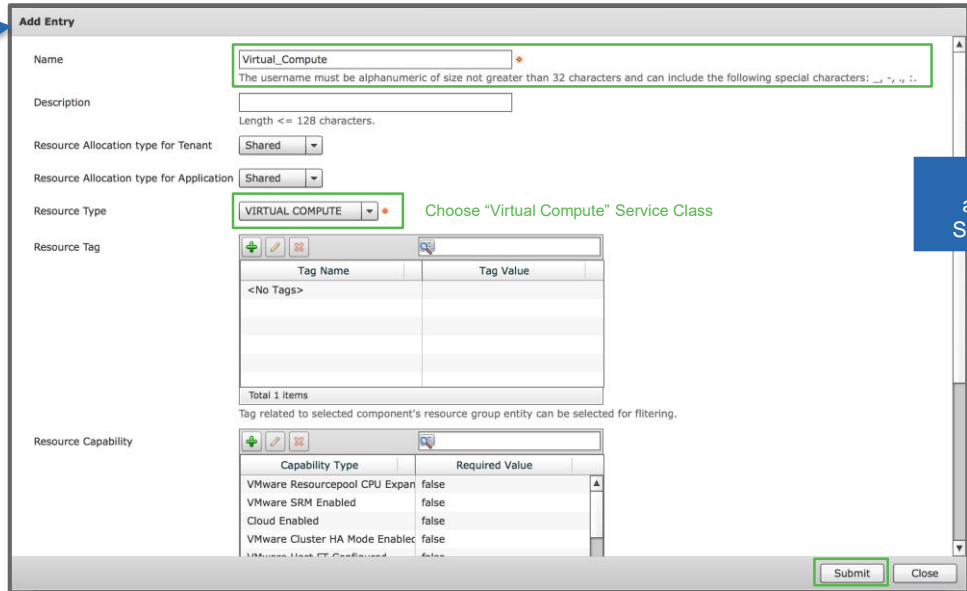 Add Entry
Name
Virtual_Compute
The username must be alphanumeric of size not greater than 32 characters and can include the following special characters: _, -, ., :.
Description
Length <= 128 characters.
Resource Allocation type for Tenant
Shared
Resource Allocation type for Application
Shared
Resource Type
VIRTUAL COMPUTE
Choose “Virtual Compute” Service Class
Resource Tag
Tag Name Tag Value
<No Tags>
Total 1 items
Tag related to selected component's resource group entity can be selected for flitering.
Resource Capability
Capability Type Required Value
VMware Resourcepool CPU Expan false
VMware SRM Enabled false
Cloud Enabled false
VMware Cluster HA Mode Enabled false
Submit Close